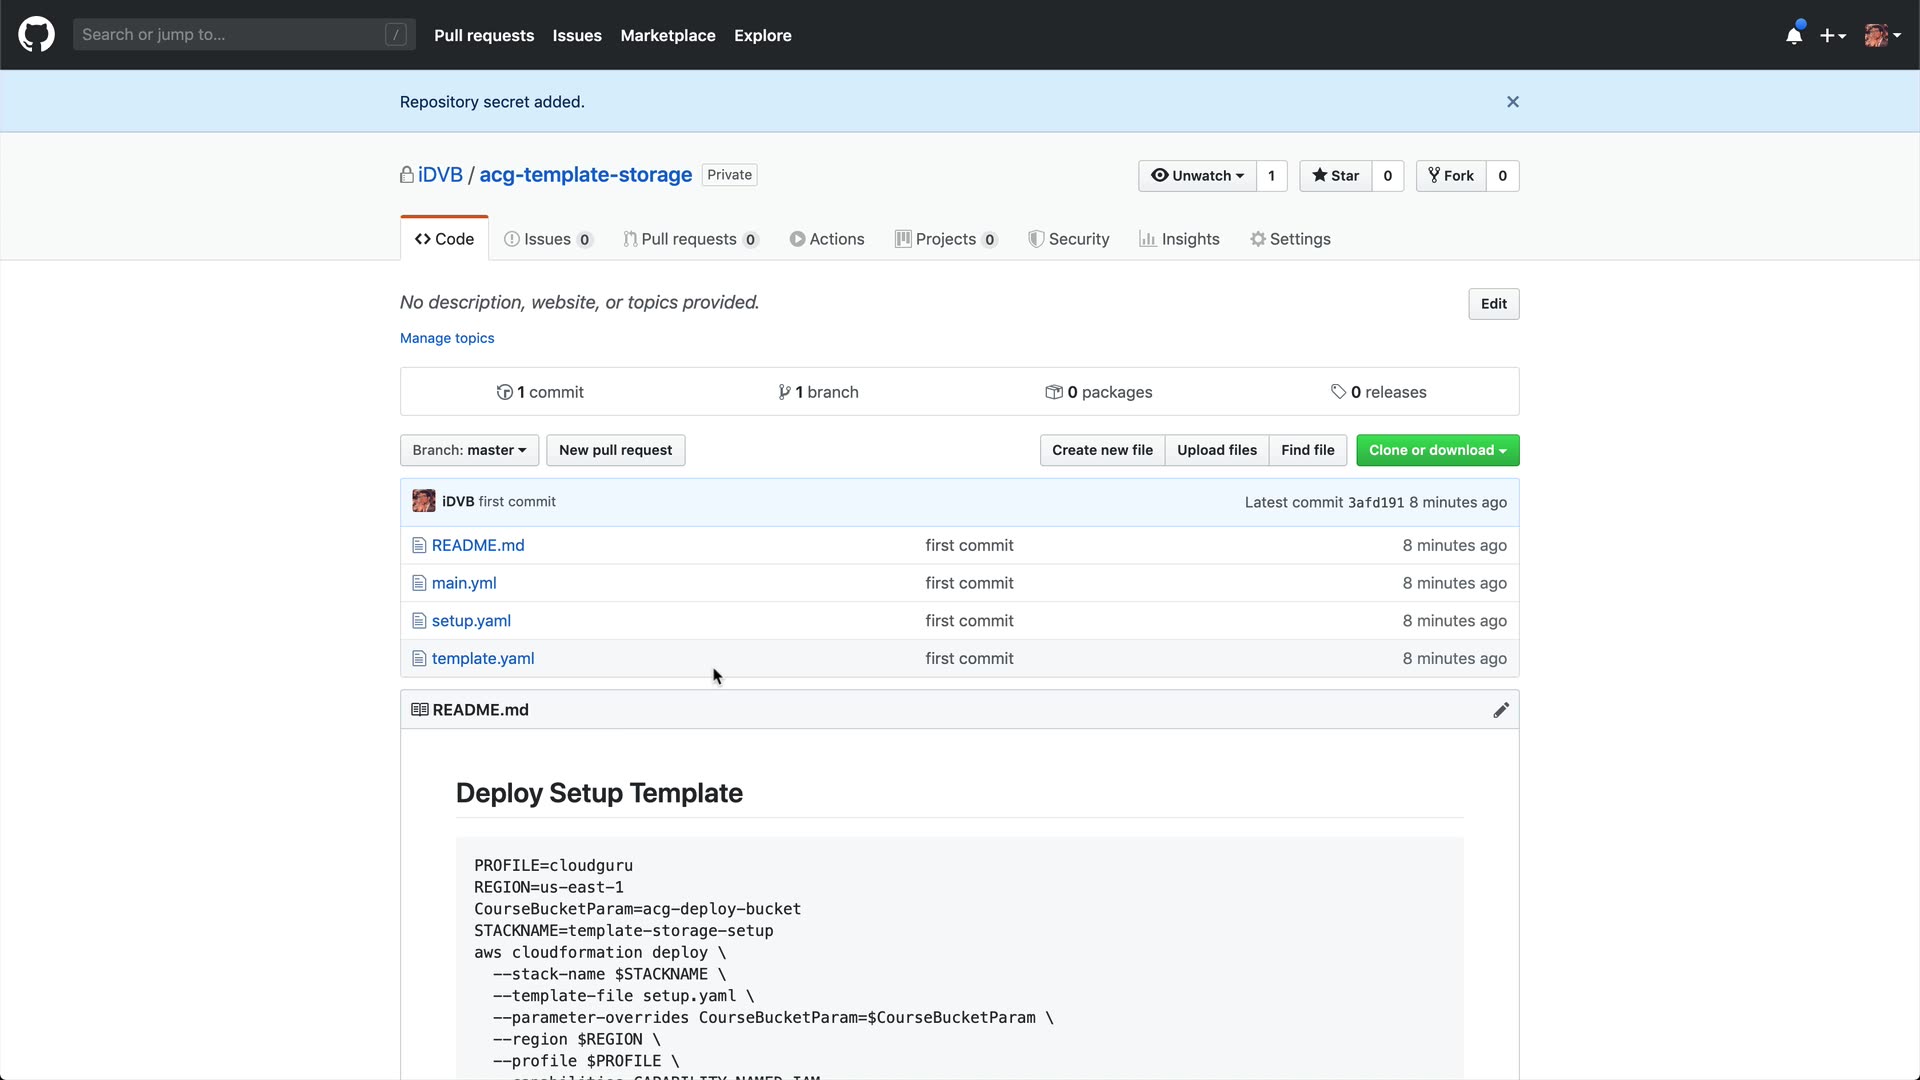 Search or jump to... / Pull requests Issues Marketplace Explore
Repository secret added.
iDVB / acg-template-storage Private Unwatch 1 Star 0 Fork 0
Code Issues 0 Pull requests 0 Actions Projects 0 Security Insights Settings
No description, website, or topics provided. Edit
Manage topics
1 commit 1 branch 0 packages 0 releases
Branch: master New pull request Create new file Upload files Find file Clone or download
iDVB first commit Latest commit 3afd191 8 minutes ago
README.md first commit 8 minutes ago
main.yml first commit 8 minutes ago
setup.yaml first commit 8 minutes ago
template.yaml first commit 8 minutes ago
README.md
Deploy Setup Template
PROFILE=cloudguru
REGION=us-east-1
CourseBucketParam=acg-deploy-bucket
STACKNAME=template-storage-setup
aws cloudformation deploy \
--stack-name $STACKNAME \
--template-file setup.yaml \
--parameter-overrides CourseBucketParam=$CourseBucketParam \
--region $REGION \
--profile $PROFILE \
--capabilities CAPABILITY_NAMED_IAM